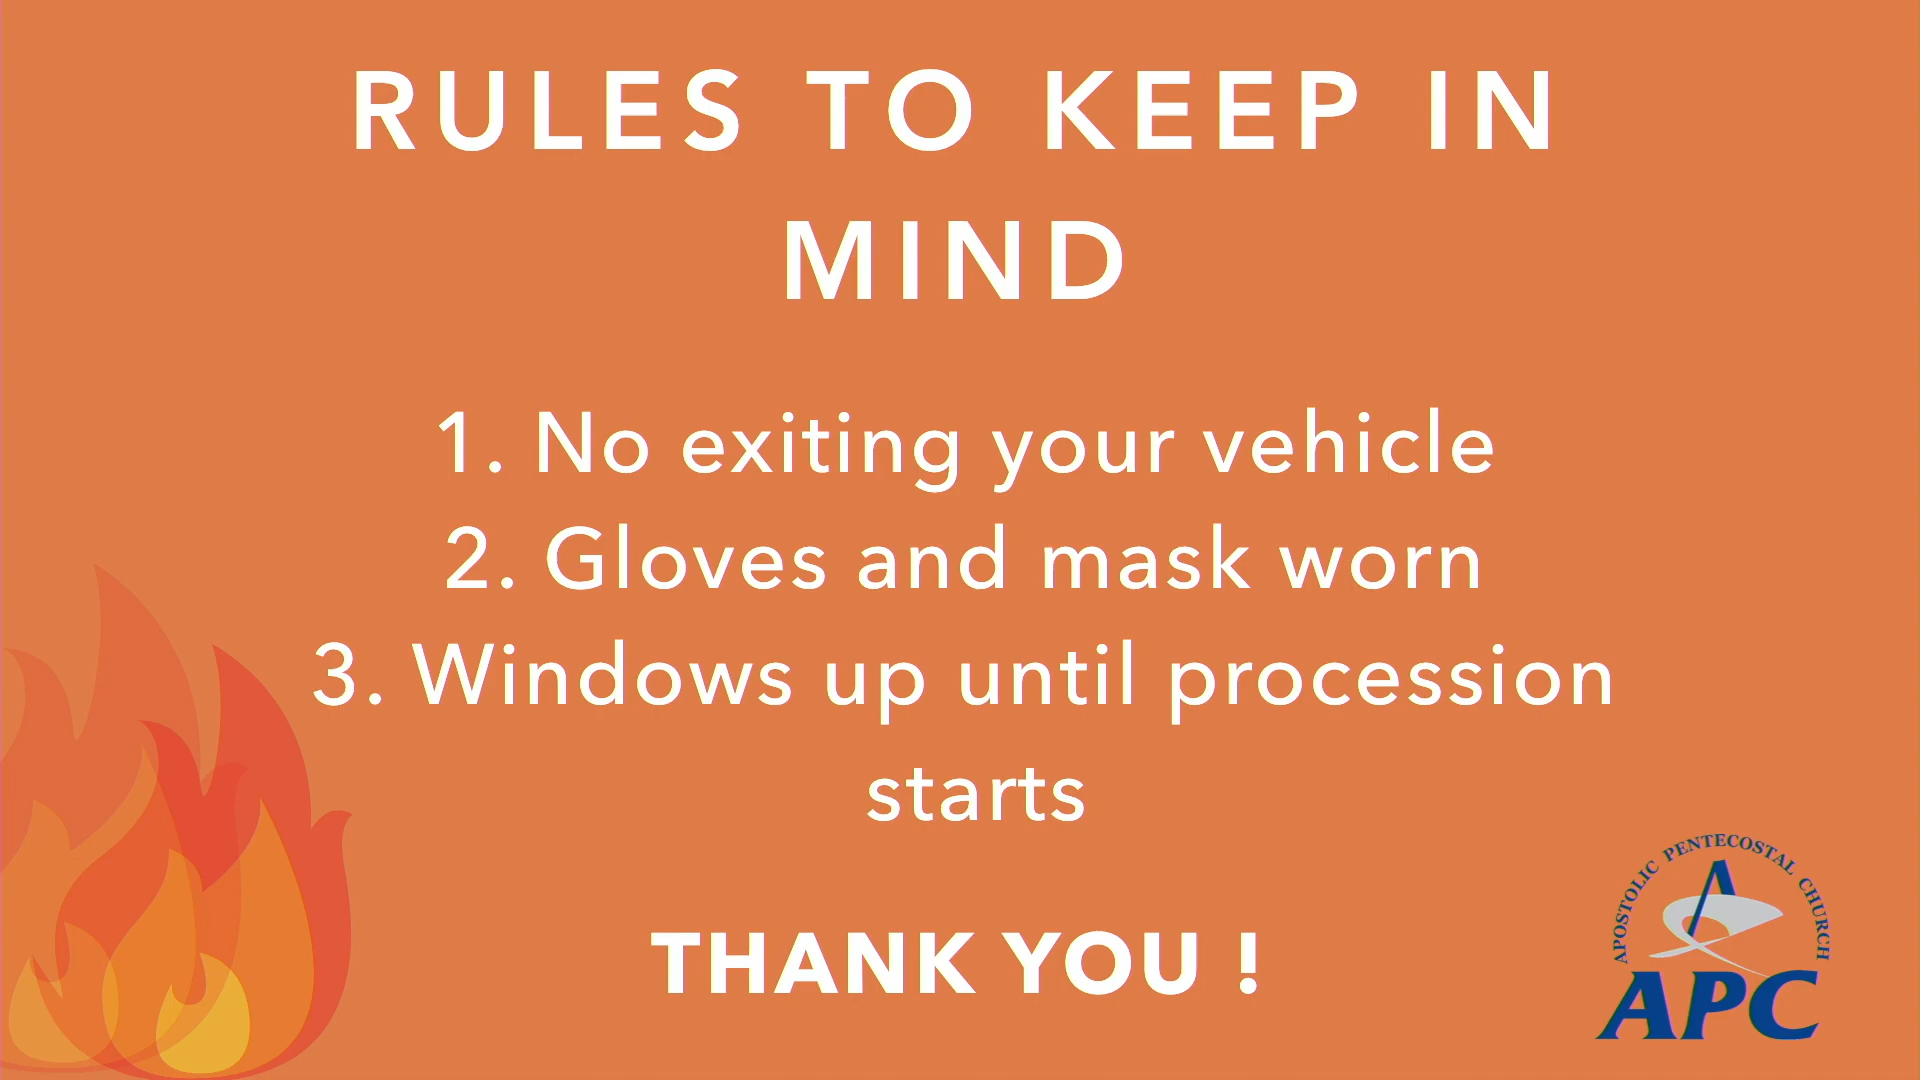 RULES TO KEEP IN
MIND
1. No exiting your vehicle
2. Gloves and mask worn
3. Windows up until procession
starts
THANK YOU !
APOSTOLIC PENTECOSTAL CHURCH
APC